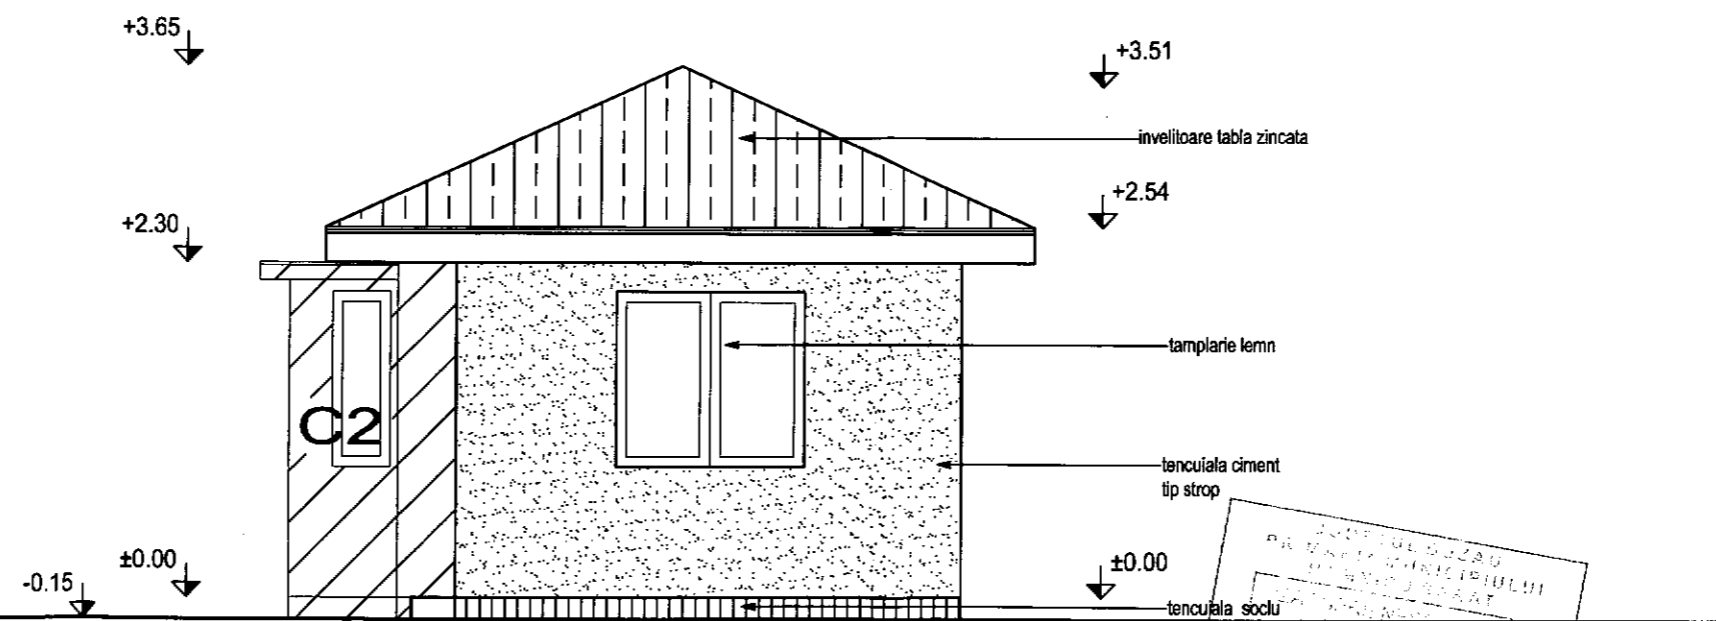 +3.65
+3.51
invelitoare tabla zincata
+2.54
+2.30
tamplarie lemn
C2
tencuiala ciment
tip strop
±0.00
±0.00
-0.15
tencuiala soclu